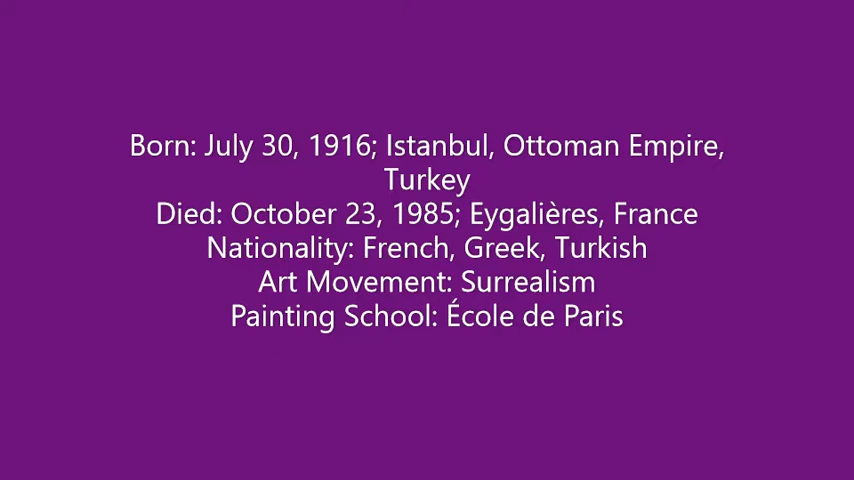 Born: July 30, 1916; Istanbul, Ottoman Empire,
Turkey
Died: October 23, 1985; Eygalières, France
Nationality: French, Greek, Turkish
Art Movement: Surrealism
Painting School: École de Paris